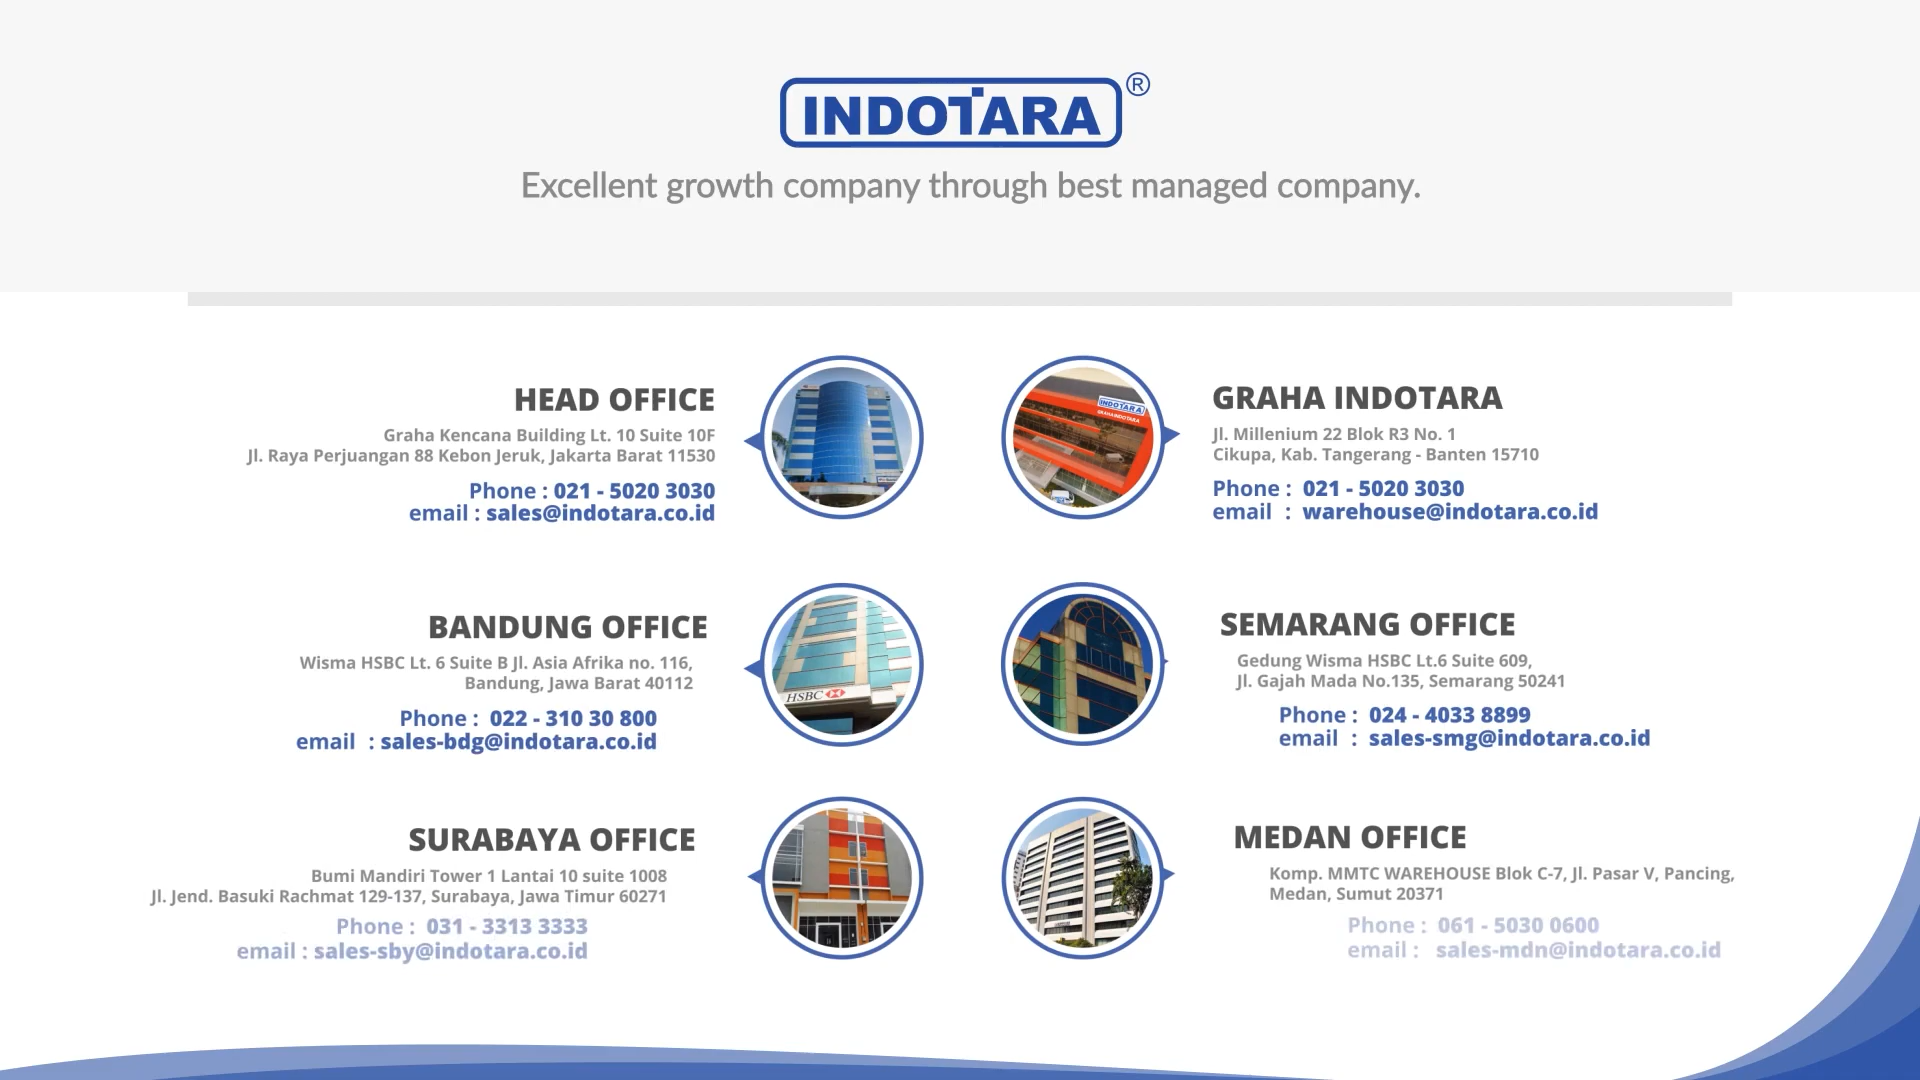 INDOTARA ®
Excellent growth company through best managed company.
HEAD OFFICE
Graha Kencana Building Lt. 10 Suite 10F
Jl. Raya Perjuangan 88 Kebon Jeruk, Jakarta Barat 11530
Phone : 021 - 5020 3030
email : sales@indotara.co.id
GRAHA INDOTARA
Jl. Millenium 22 Blok R3 No. 1
Cikupa, Kab. Tangerang - Banten 15710
Phone : 021 - 5020 3030
email : warehouse@indotara.co.id
INDOTARA
GRAHA INDOTARA
BANDUNG OFFICE
Wisma HSBC Lt. 6 Suite B Jl. Asia Afrika no. 116,
Bandung, Jawa Barat 40112
Phone : 022 - 310 30 800
email : sales-bdg@indotara.co.id
HSBC
SEMARANG OFFICE
Gedung Wisma HSBC Lt.6 Suite 609,
Jl. Gajah Mada No.135, Semarang 50241
Phone : 024 - 4033 8899
email : sales-smg@indotara.co.id
SURABAYA OFFICE
Bumi Mandiri Tower 1 Lantai 10 suite 1008
Jl. Jend. Basuki Rachmat 129-137, Surabaya, Jawa Timur 60271
Phone : 031 - 3313 3333
email : sales-sby@indotara.co.id
MEDAN OFFICE
Komp. MMTC WAREHOUSE Blok C-7, Jl. Pasar V, Pancing,
Medan, Sumut 20371
Phone : 061 - 5030 0600
email : sales-mdn@indotara.co.id